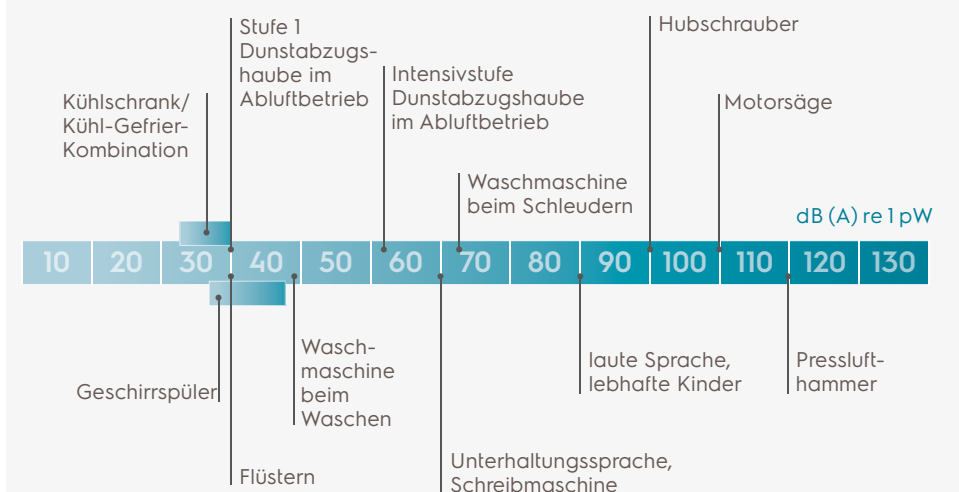 Stufe 1
Dunstabzugs-
haube im
Abluftbetrieb
Hubschrauber
Kühlschrank/
Kühl-Gefrier-
Kombination
Intensivstufe
Dunstabzugshaube
im Abluftbetrieb
Motorsäge
Waschmaschine
beim Schleudern
dB (A) re 1 pW
10 20 30 40 50 60 70 80 90 100 110 120 130
Geschirrspüler
Wasch-
maschine
beim
Waschen
laute Sprache,
lebhafte Kinder
Pressluft-
hammer
Flüstern
Unterhaltungssprache,
Schreibmaschine